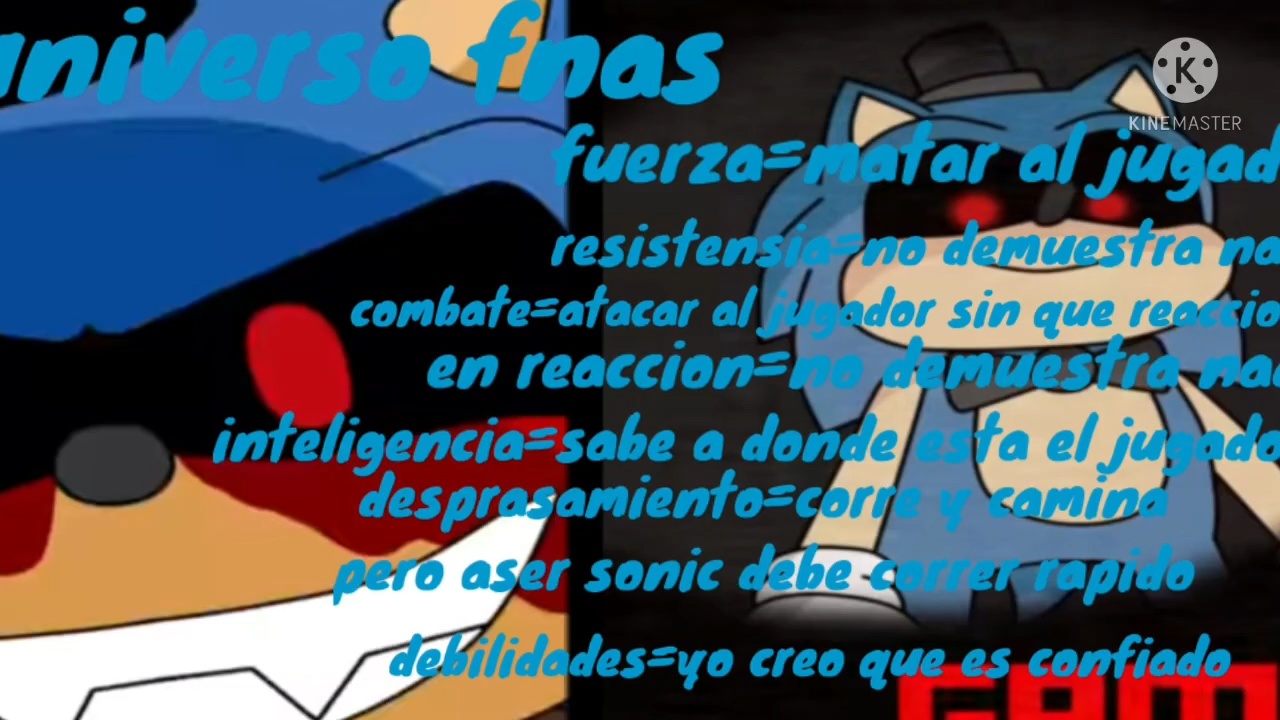 universo fnas
KINEMASTER
fuerza=matar al jugad
resistensia=no demuestra na
combate=atacar al jugador sin que reaccio
en reaccion=no demuestra na
inteligencia=sabe a donde esta el jugado
desprasamiento=corre y camina
pero aser sonic debe correr rapido
debilidades=yo creo que es confiado